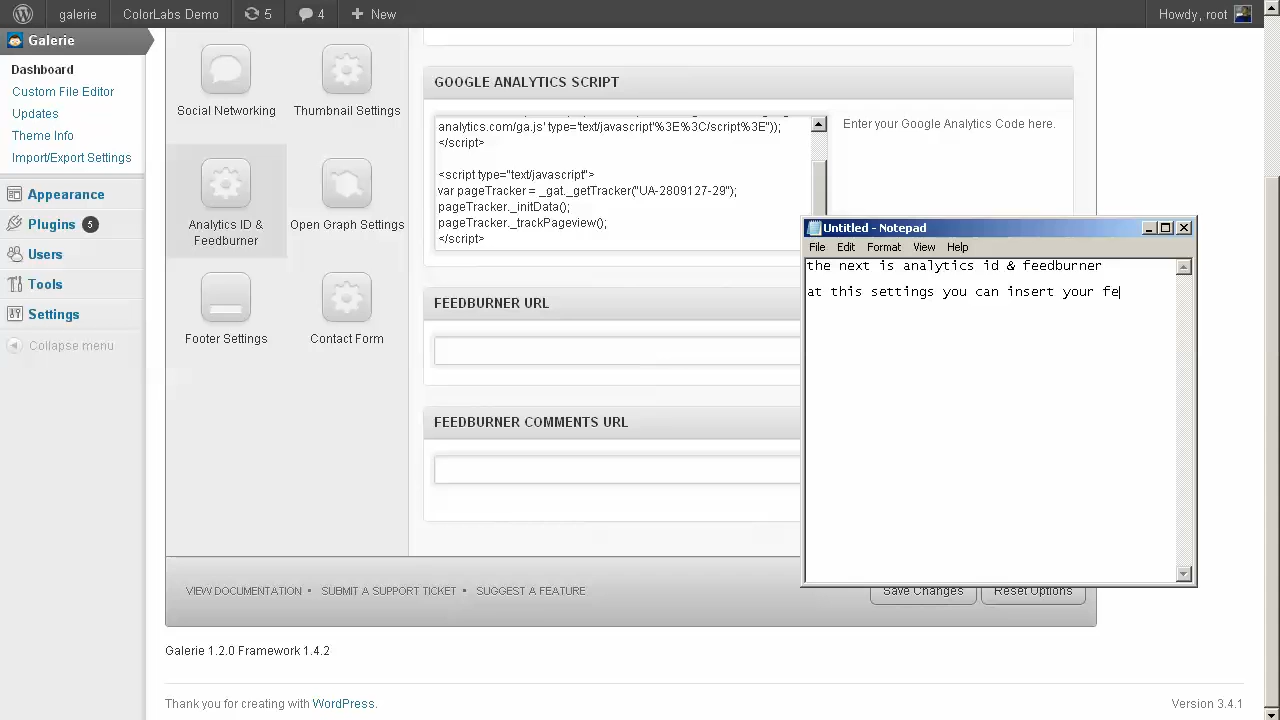 galerie
ColorLabs Demo
5
4
New
Howdy, root
Galerie
Dashboard
Custom File Editor
Updates
Theme Info
Import/Export Settings
Appearance
Plugins 5
Users
Tools
Settings
Collapse menu
Social Networking
Thumbnail Settings
Analytics ID &
Feedburner
Open Graph Settings
Footer Settings
Contact Form
GOOGLE ANALYTICS SCRIPT
analytics.com/ga.js' type='text/javascript'%3E%3C/script%3E"));
</script>
<script type="text/javascript">
var pageTracker = _gat._getTracker("UA-2809127-29");
pageTracker._initData();
pageTracker._trackPageview();
</script>
Enter your Google Analytics Code here.
FEEDBURNER URL
FEEDBURNER COMMENTS URL
Untitled - Notepad
File Edit Format View Help
the next is analytics id & feedburner
at this settings you can insert your fe
VIEW DOCUMENTATION • SUBMIT A SUPPORT TICKET • SUGGEST A FEATURE
Save Changes
Reset Options
Galerie 1.2.0 Framework 1.4.2
Thank you for creating with WordPress.
Version 3.4.1